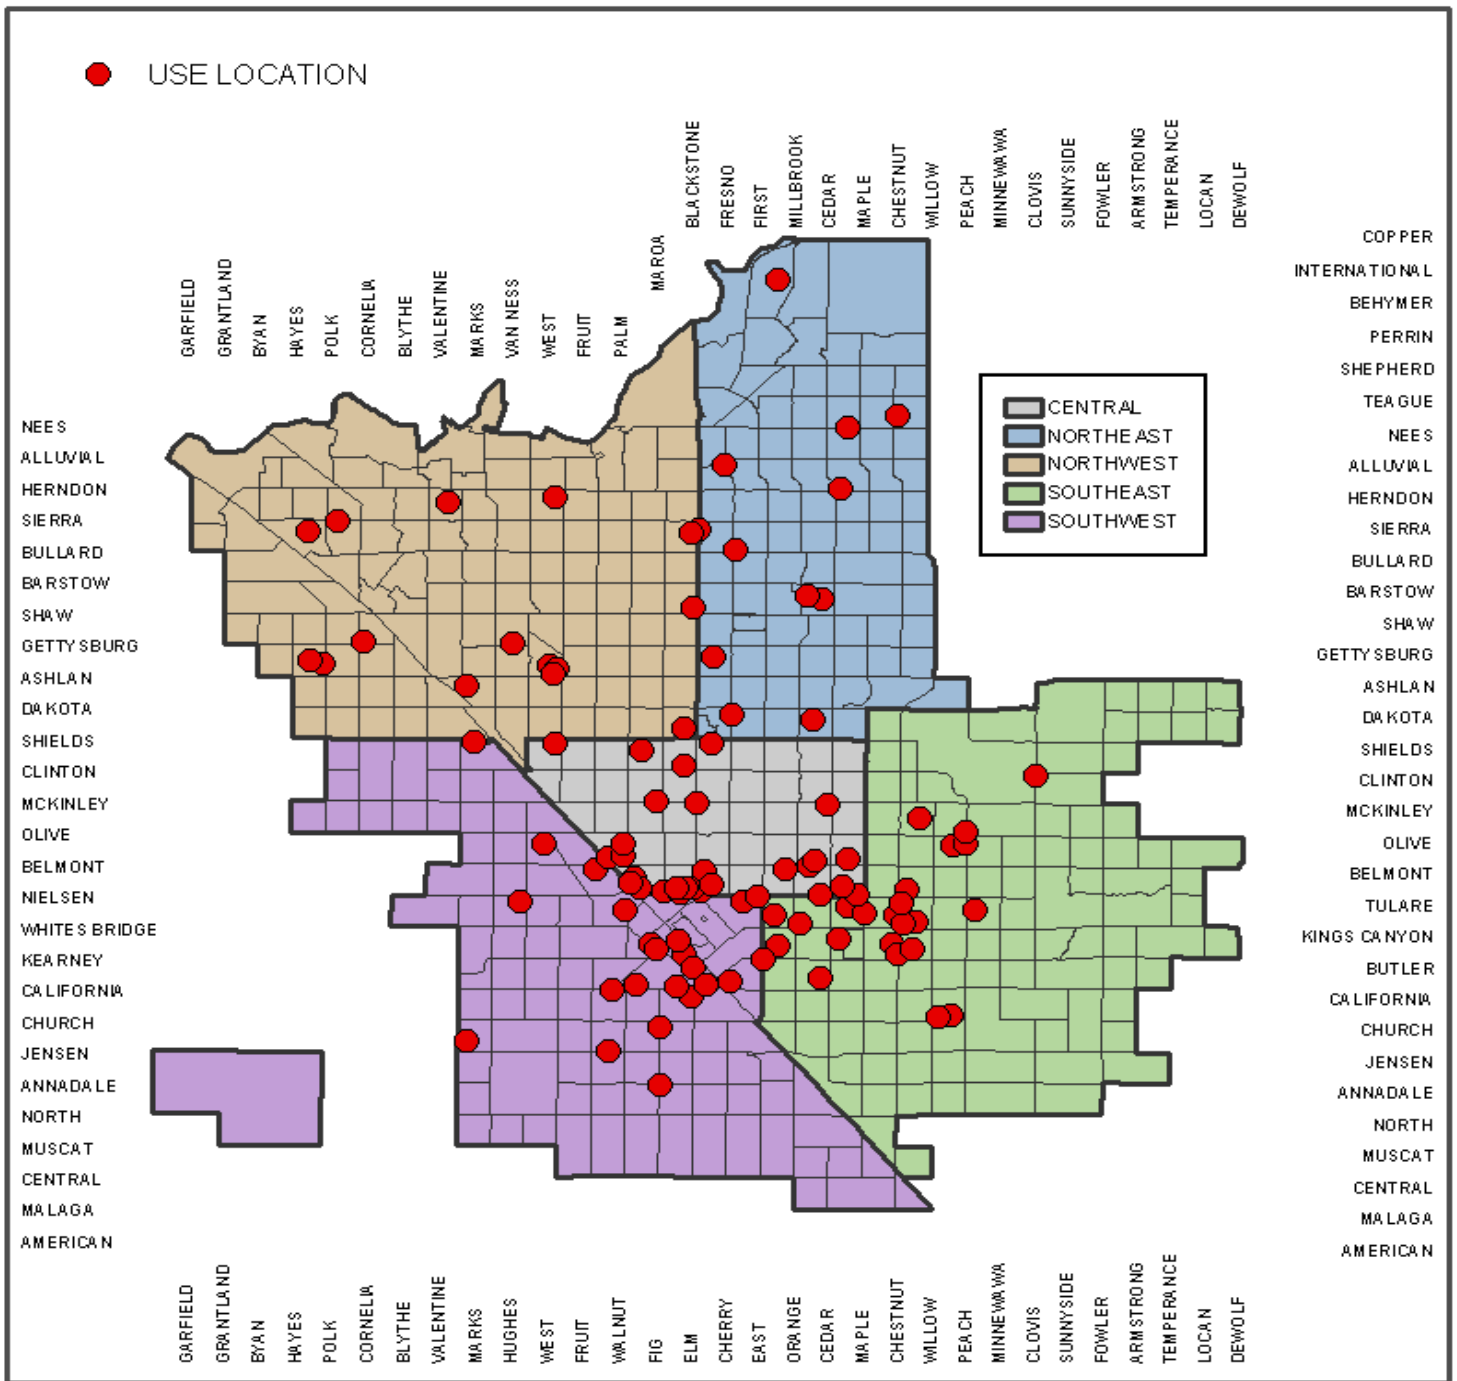 USE LOCATION
BLACKSTONE
FRESNO
FIRST
MILLBROOK
CEDAR
MAPLE
CHESTNUT
WILLOW
PEACH
MINNEWAWA
CLOVIS
SUNNYSIDE
FOWLER
ARMSTRONG
TEMPERANCE
LOCAN
DEWOLF
GARFIELD
GRANTLAND
BYAN
HAYES
POLK
CORNELIA
BLYTHE
VALENTINE
MARKS
VAN NESS
WEST
FRUIT
PALM
MAROA
COPPER
INTERNATIONAL
BEHYMER
PERRIN
SHEPHERD
TEAGUE
NEES
ALLUVIAL
HERNDON
SIERRA
BULLARD
BARSTOW
SHAW
GETTYSBURG
ASHLAN
DAKOTA
SHIELDS
CLINTON
MCKINLEY
OLIVE
BELMONT
TULARE
KINGS CANYON
BUTLER
CALIFORNIA
CHURCH
JENSEN
ANNADALE
NORTH
MUSCAT
CENTRAL
MALAGA
AMERICAN
CENTRAL
NORTHEAST
NORTHWEST
SOUTHEAST
SOUTHWEST
NEES
ALLUVIAL
HERNDON
SIERRA
BULLARD
BARSTOW
SHAW
GETTYSBURG
ASHLAN
DAKOTA
SHIELDS
CLINTON
MCKINLEY
OLIVE
BELMONT
NIELSEN
WHITES BRIDGE
KEARNEY
CALIFORNIA
CHURCH
JENSEN
ANNADALE
NORTH
MUSCAT
CENTRAL
MALAGA
AMERICAN
GARFIELD
GRANTLAND
BYAN
HAYES
POLK
CORNELIA
BLYTHE
VALENTINE
MARKS
HUGHES
WEST
FRUIT
WALNUT
FIG
ELM
CHERRY
EAST
ORANGE
CEDAR
MAPLE
CHESTNUT
WILLOW
PEACH
MINNEWAWA
CLOVIS
SUNNYSIDE
FOWLER
ARMSTRONG
TEMPERANCE
LOCAN
DEWOLF